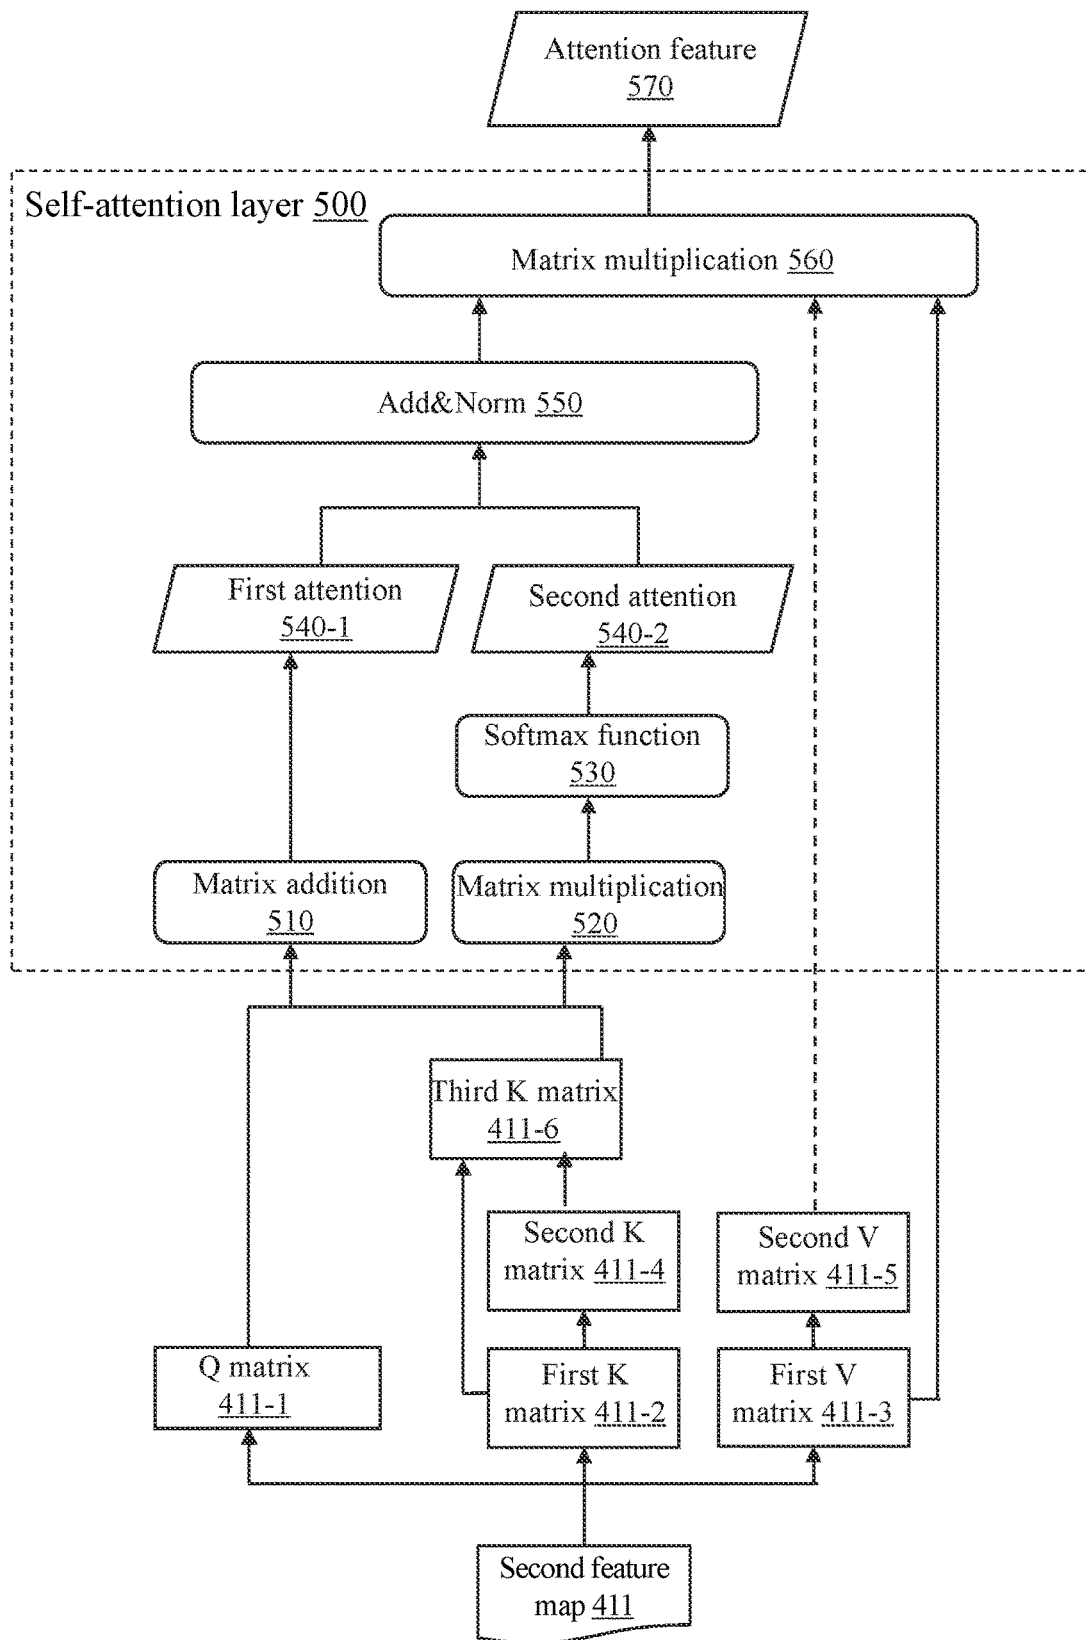 Attention feature
570
Self-attention layer 500
Matrix multiplication 560
Add&Norm 550
First attention
540-1
Second attention
540-2
Softmax function
530
Matrix addition
510
Matrix multiplication
520
Third K matrix
411-6
Second K
matrix 411-4
Second V
matrix 411-5
Q matrix
411-1
First K
matrix 411-2
First V
matrix 411-3
Second feature
map 411